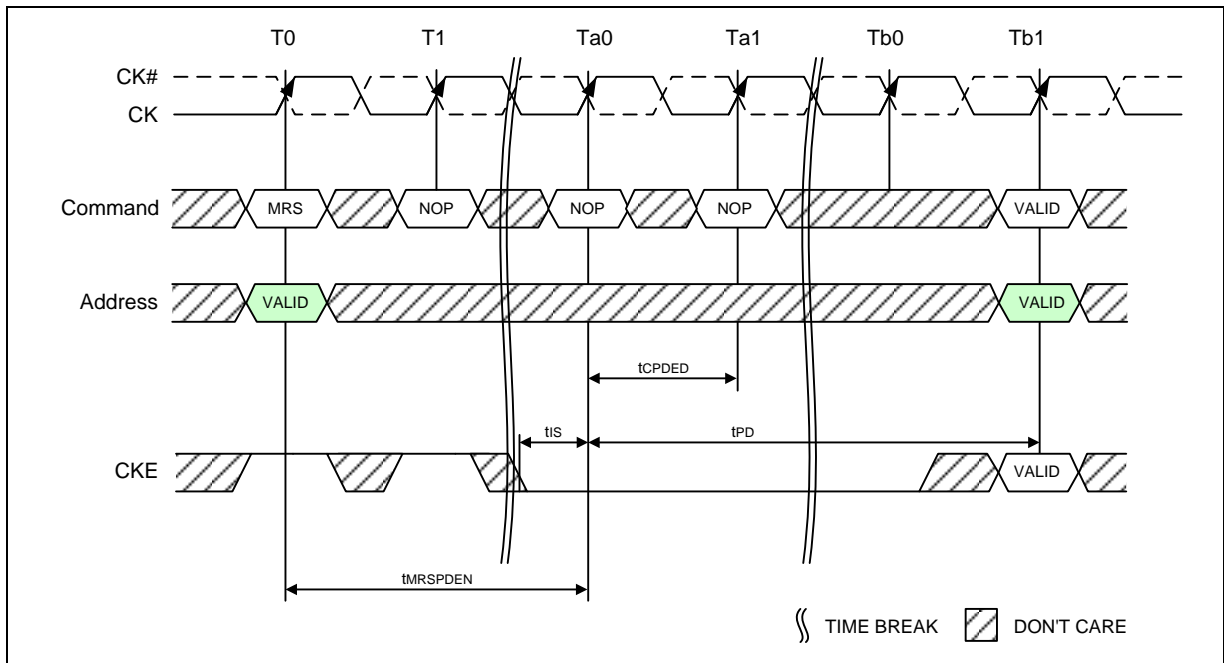 T0 T1 Ta0 Ta1 Tb0 Tb1
CK#
CK
Command MRS NOP NOP NOP VALID
Address VALID VALID
tCPDED
tIS tPD
CKE VALID
tMRSPDEN
TIME BREAK DON'T CARE